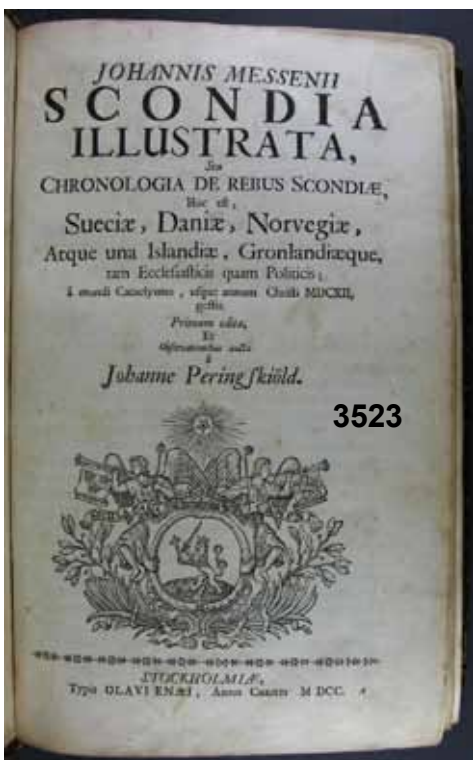 JOHANNIS MESSENII
SCONDIA
ILLUSTRATA,
Seu
CHRONOLOGIA DE REBUS SCONDIÆ,
Hoc est,
Sueciæ, Daniæ, Norvegiæ,
Atque una Islandiæ, Gronlandiæque,
tam Ecclesiasticis quam Politicis;
à mundi Cataclysmo, usque annum Christi MDCXII,
gestis.
Primum edita,
Et
Observationibus aucta
à
Johanne Peringskiöld.
3523
STOCKHOLMIÆ,
Typis OLAVI ENÆI, Anno MDCC.